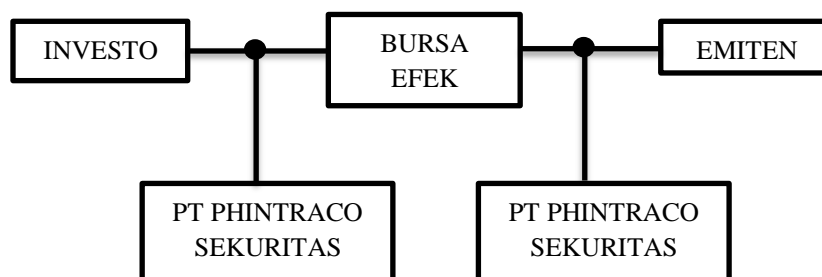 INVESTO
BURSA
EFEK
EMITEN
PT PHINTRACO
SEKURITAS
PT PHINTRACO
SEKURITAS